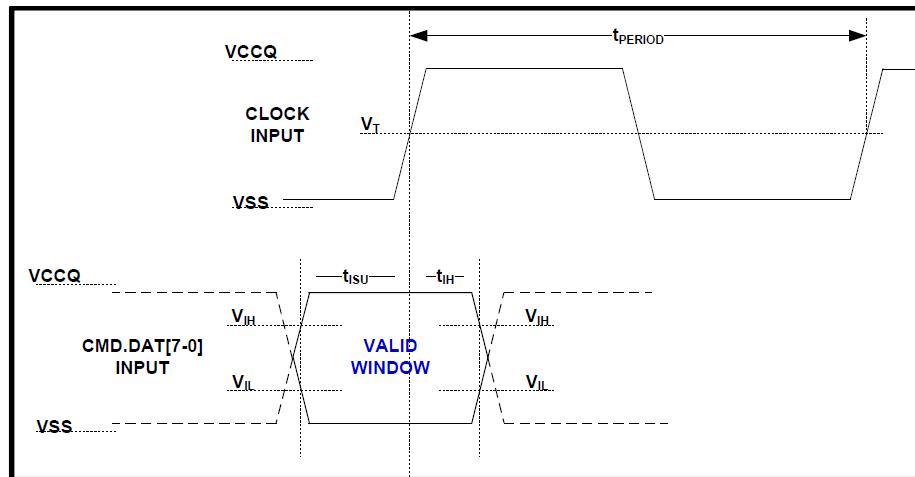 tPERIOD
VCCQ
CLOCK
INPUT
VT
VSS
VCCQ
tISU
tIH
VIH
VIH
CMD.DAT[7-0]
INPUT
VALID
WINDOW
VIL
VIL
VSS